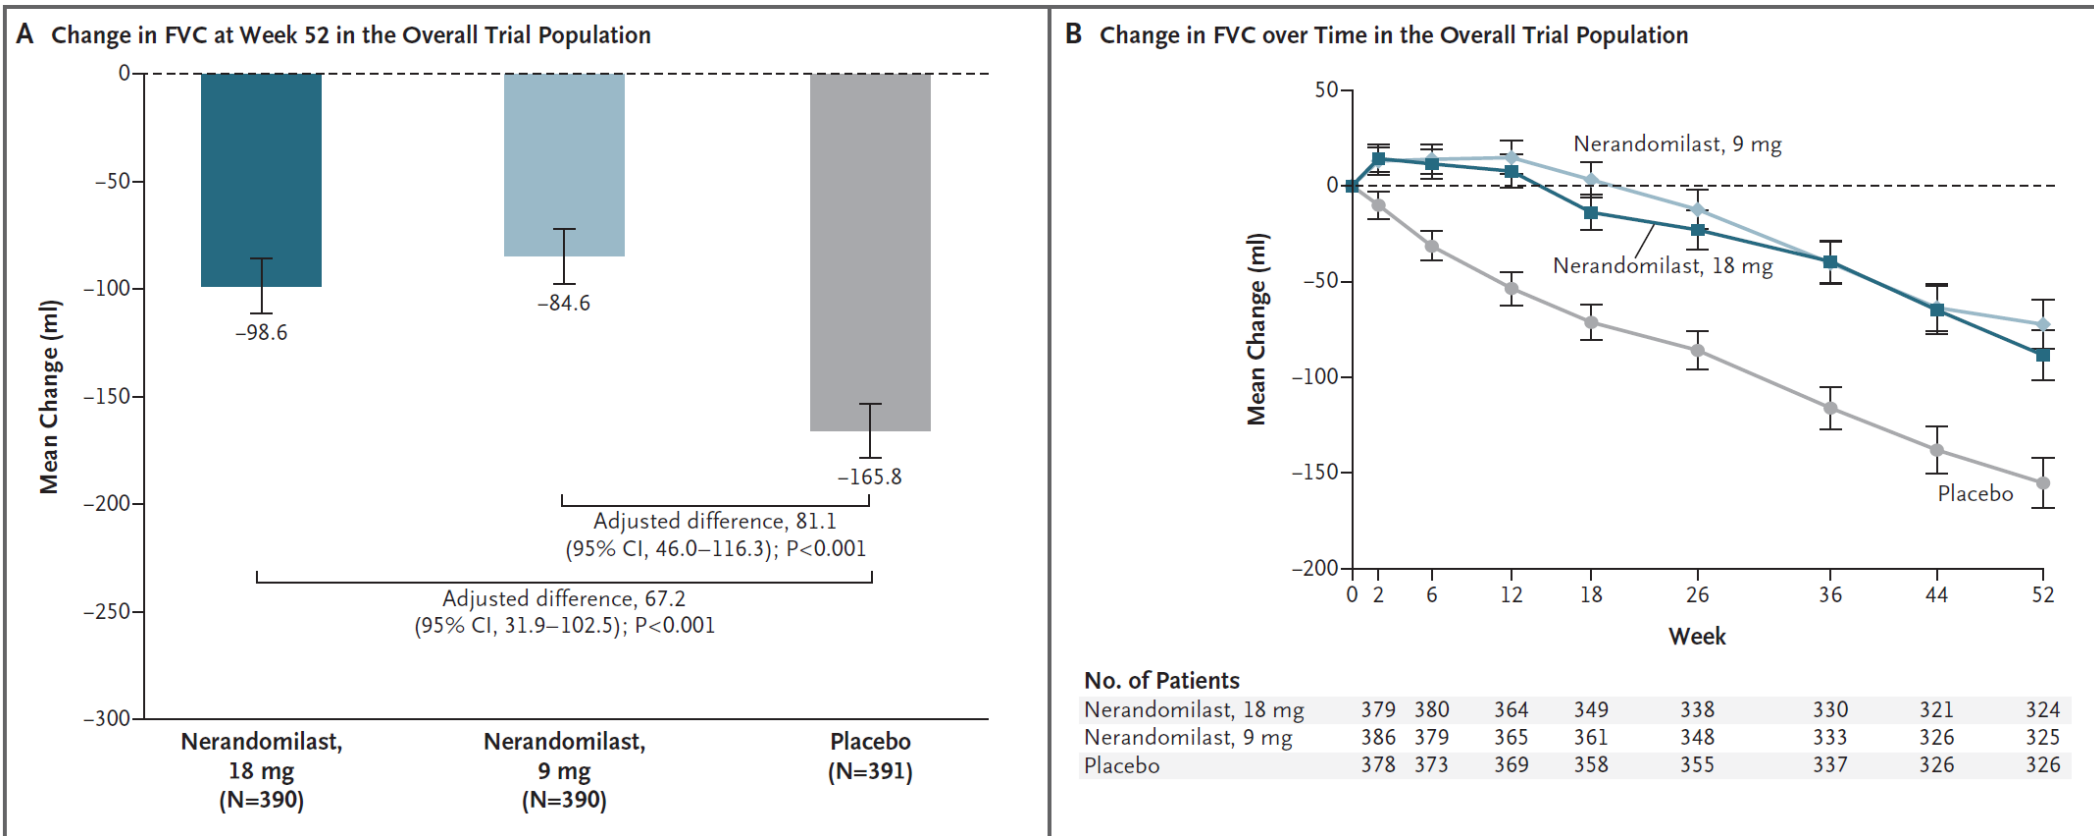 A Change in FVC at Week 52 in the Overall Trial Population
0
−50
−100
−150
−200
−250
−300
Mean Change (ml)
−98.6
−84.6
−165.8
Adjusted difference, 81.1
(95% CI, 46.0–116.3); P<0.001
Adjusted difference, 67.2
(95% CI, 31.9–102.5); P<0.001
Nerandomilast,
18 mg
(N=390)
Nerandomilast,
9 mg
(N=390)
Placebo
(N=391)
B Change in FVC over Time in the Overall Trial Population
50
0
−50
−100
−150
−200
Mean Change (ml)
Nerandomilast, 9 mg
Nerandomilast, 18 mg
Placebo
0 2 6 12 18 26 36 44 52
Week
No. of Patients
Nerandomilast, 18 mg 379 380 364 349 338 330 321 324
Nerandomilast, 9 mg 386 379 365 361 348 333 326 325
Placebo 378 373 369 358 355 337 326 326